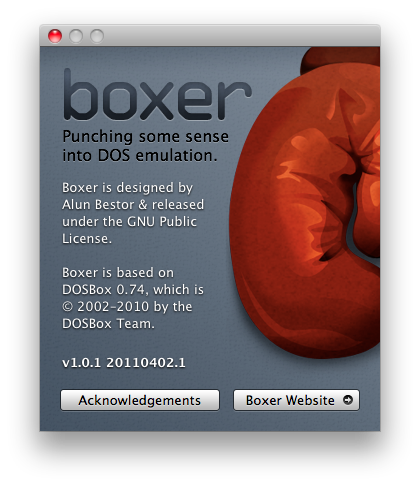 boxer
Punching some sense
into DOS emulation.
Boxer is designed by
Alun Bestor & released
under the GNU Public
License.
Boxer is based on
DOSBox 0.74, which is
© 2002-2010 by the
DOSBox Team.
v1.0.1 20110402.1
Acknowledgements
Boxer Website